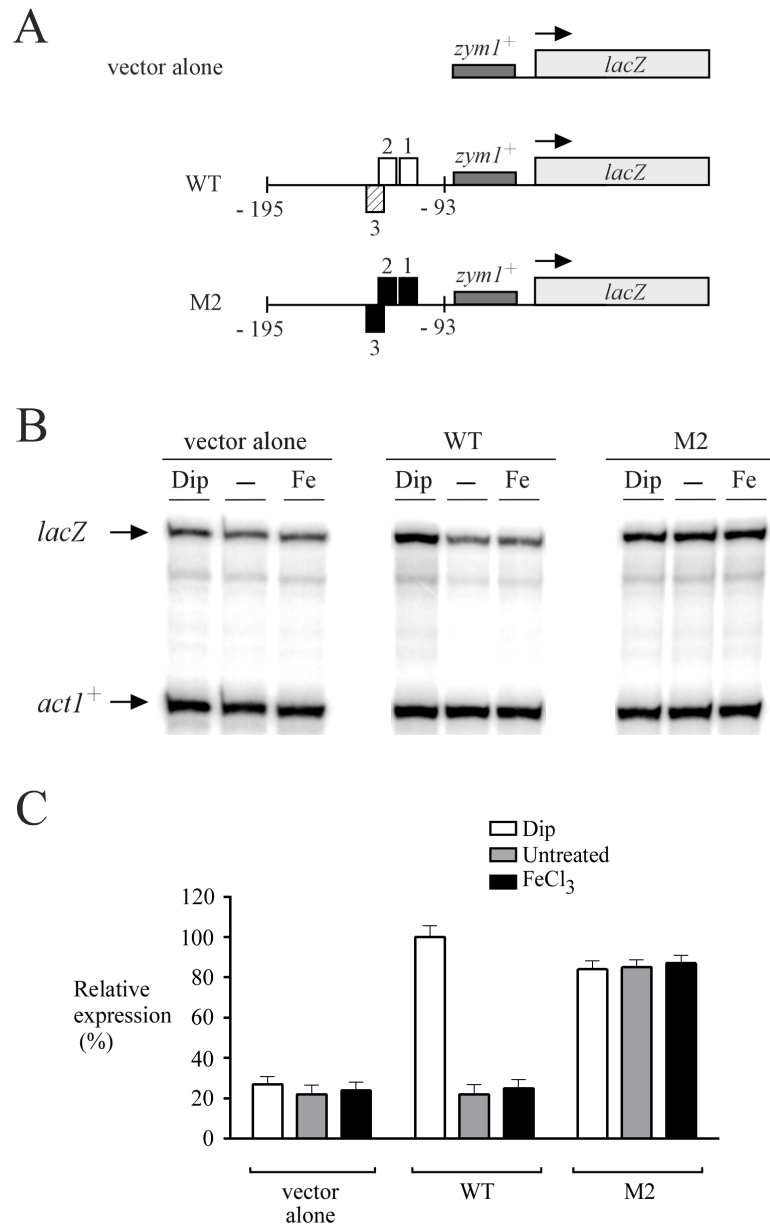 A
vector alone
zym1+
lacZ
WT
2 1
zym1+
lacZ
- 195
3
- 93
M2
2 1
zym1+
lacZ
- 195
3
- 93
B
vector alone WT M2
Dip – Fe Dip – Fe Dip – Fe
lacZ
act1+
C
Dip
Untreated
FeCl3
120
100
80
60
40
20
0
Relative
expression
(%)
vector
alone
WT
M2